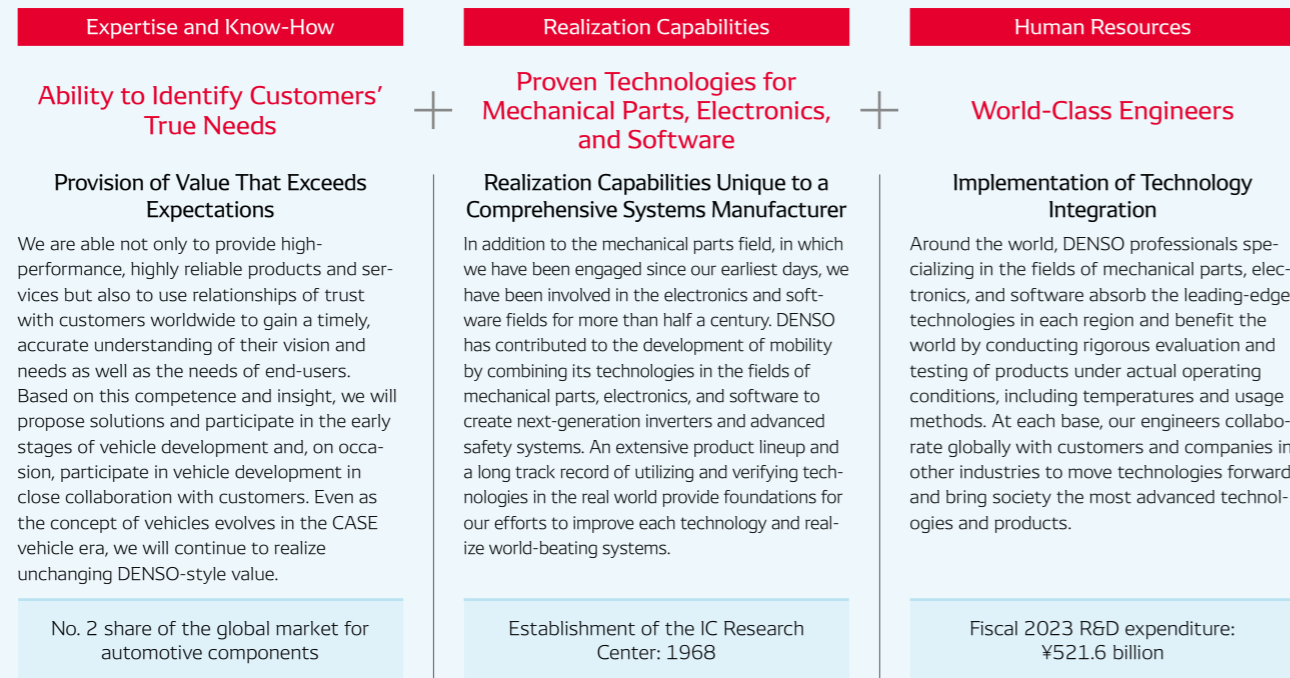 Expertise and Know-How
Ability to Identify Customers'
True Needs
Provision of Value That Exceeds
Expectations
We are able not only to provide high-
performance, highly reliable products and ser-
vices but also to use relationships of trust
with customers worldwide to gain a timely,
accurate understanding of their vision and
needs as well as the needs of end-users.
Based on this competence and insight, we will
propose solutions and participate in the early
stages of vehicle development and, on occa-
sion, participate in vehicle development in
close collaboration with customers. Even as
the concept of vehicles evolves in the CASE
vehicle era, we will continue to realize
unchanging DENSO-style value.
No. 2 share of the global market for
automotive components
+
Realization Capabilities
Proven Technologies for
Mechanical Parts, Electronics,
and Software
Realization Capabilities Unique to a
Comprehensive Systems Manufacturer
In addition to the mechanical parts field, in which
we have been engaged since our earliest days, we
have been involved in the electronics and soft-
ware fields for more than half a century. DENSO
has contributed to the development of mobility
by combining its technologies in the fields of
mechanical parts, electronics, and software to
create next-generation inverters and advanced
safety systems. An extensive product lineup and
a long track record of utilizing and verifying tech-
nologies in the real world provide foundations for
our efforts to improve each technology and real-
ize world-beating systems.
Establishment of the IC Research
Center: 1968
+
Human Resources
World-Class Engineers
Implementation of Technology
Integration
Around the world, DENSO professionals spe-
cializing in the fields of mechanical parts, elec-
tronics, and software absorb the leading-edge
technologies in each region and benefit the
world by conducting rigorous evaluation and
testing of products under actual operating
conditions, including temperatures and usage
methods. At each base, our engineers collabo-
rate globally with customers and companies in
other industries to move technologies forward
and bring society the most advanced technol-
ogies and products.
Fiscal 2023 R&D expenditure:
¥521.6 billion